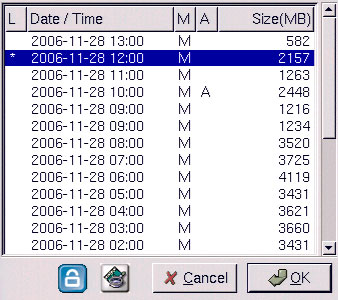 L Date / Time M A Size(MB)
2006-11-28 13:00 M 582
* 2006-11-28 12:00 M 2157
2006-11-28 11:00 M 1263
2006-11-28 10:00 M A 2448
2006-11-28 09:00 M 1216
2006-11-28 09:00 M 1234
2006-11-28 08:00 M 3520
2006-11-28 07:00 M 3725
2006-11-28 06:00 M 4119
2006-11-28 05:00 M 3431
2006-11-28 04:00 M 3621
2006-11-28 03:00 M 3660
2006-11-28 02:00 M 3431
Cancel OK